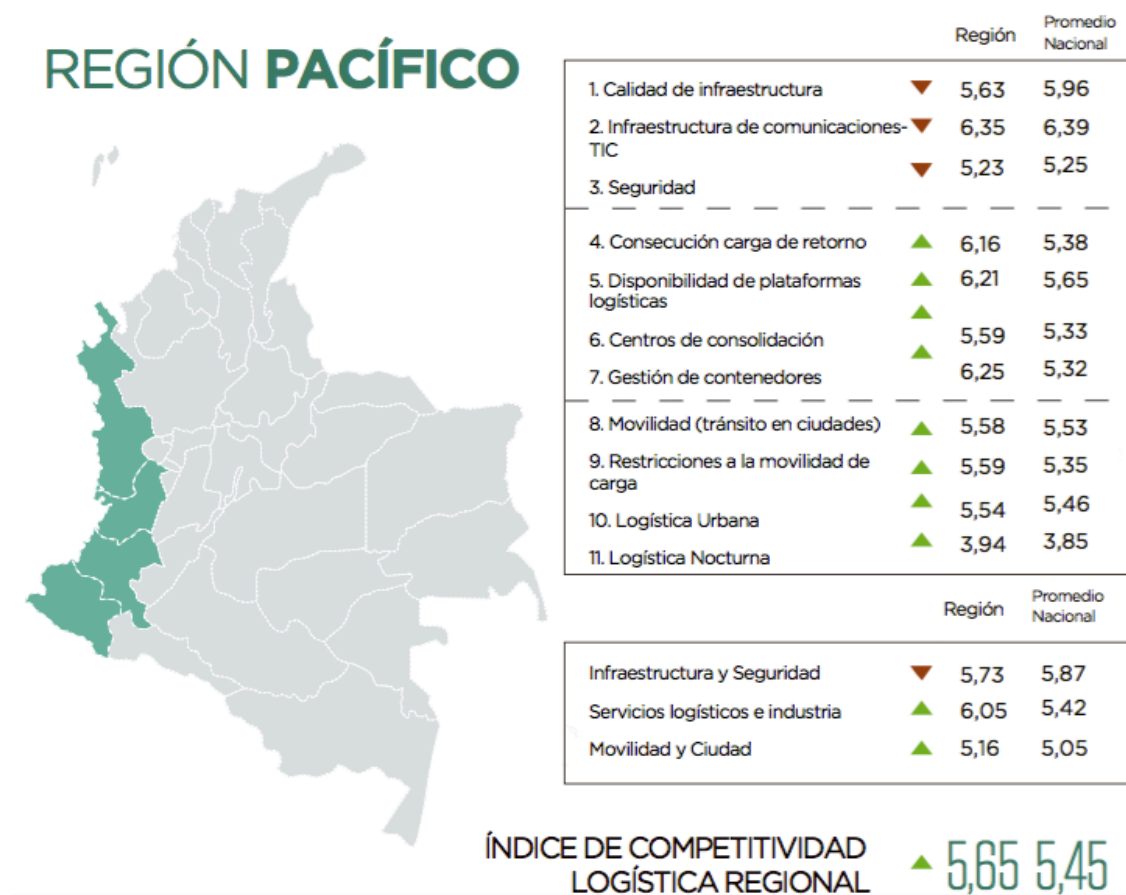 REGIÓN PACÍFICO
Región Promedio Nacional
1. Calidad de infraestructura 5,63 5,96
2. Infraestructura de comunicaciones- 6,35 6,39
TIC
3. Seguridad 5,23 5,25
4. Consecución carga de retorno 6,16 5,38
5. Disponibilidad de plataformas 6,21 5,65
logísticas
6. Centros de consolidación 5,59 5,33
7. Gestión de contenedores 6,25 5,32
8. Movilidad (tránsito en ciudades) 5,58 5,53
9. Restricciones a la movilidad de 5,59 5,35
carga
10. Logística Urbana 5,54 5,46
11. Logística Nocturna 3,94 3,85
Región Promedio Nacional
Infraestructura y Seguridad 5,73 5,87
Servicios logísticos e industria 6,05 5,42
Movilidad y Ciudad 5,16 5,05
ÍNDICE DE COMPETITIVIDAD
LOGÍSTICA REGIONAL 5,65 5,45